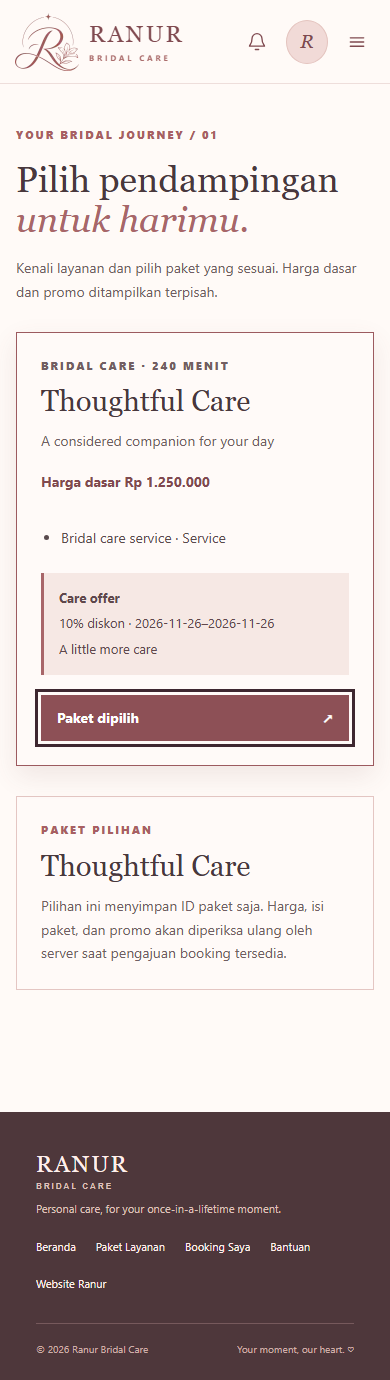 R
RANUR
BRIDAL CARE
R
YOUR BRIDAL JOURNEY / 01
Pilih pendampingan
untuk harimu.
Kenali layanan dan pilih paket yang sesuai. Harga dasar
dan promo ditampilkan terpisah.
BRIDAL CARE · 240 MENIT
Thoughtful Care
A considered companion for your day
Harga dasar Rp 1.250.000
• Bridal care service · Service
Care offer
10% diskon · 2026-11-26–2026-11-26
A little more care
Paket dipilih ↗
PAKET PILIHAN
Thoughtful Care
Pilihan ini menyimpan ID paket saja. Harga, isi
paket, dan promo akan diperiksa ulang oleh
server saat pengajuan booking tersedia.
RANUR
BRIDAL CARE
Personal care, for your once-in-a-lifetime moment.
Beranda Paket Layanan Booking Saya Bantuan
Website Ranur
© 2026 Ranur Bridal Care Your moment, our heart. ♡